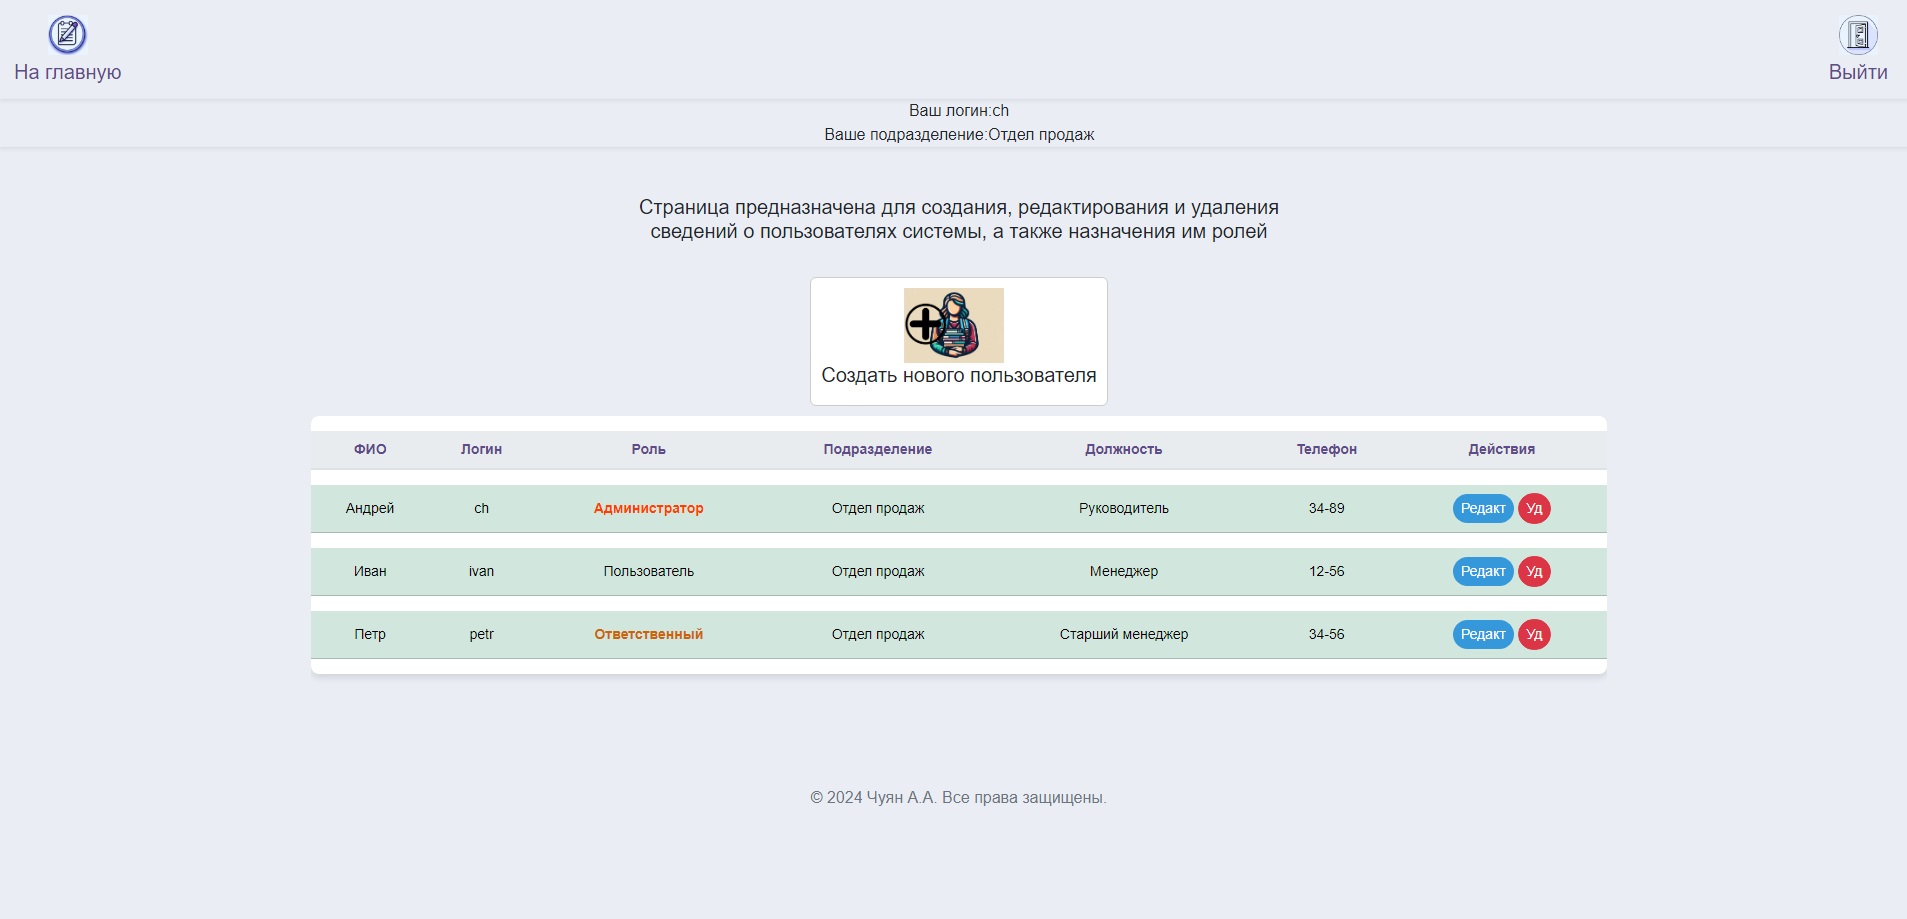 На главную
Выйти
Ваш логин:ch
Ваше подразделение:Отдел продаж
Страница предназначена для создания, редактирования и удаления
сведений о пользователях системы, а также назначения им ролей
Создать нового пользователя
ФИО Логин Роль Подразделение Должность Телефон Действия
Андрей ch Администратор Отдел продаж Руководитель 34-89 Редакт Уд
Иван ivan Пользователь Отдел продаж Менеджер 12-56 Редакт Уд
Петр petr Ответственный Отдел продаж Старший менеджер 34-56 Редакт Уд
© 2024 Чуян А.А. Все права защищены.